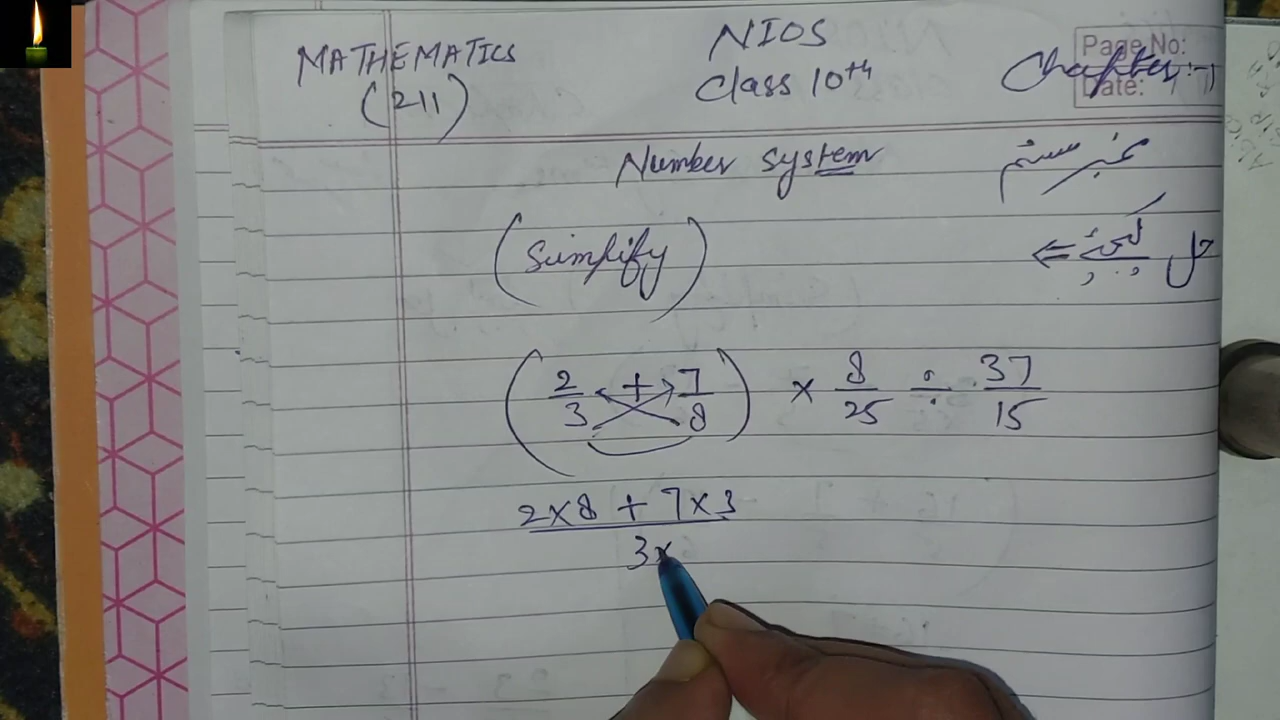 MATHEMATICS
(211)
NIOS
Class 10th
Page No:
Date:
Chapter :- 1
Number system
نمبر سسٹم
(Simplify)
حل کیجئے ⇐
(2/3 + 7/8) × 8/25 ÷ 37/15
2×8 + 7×3
3×